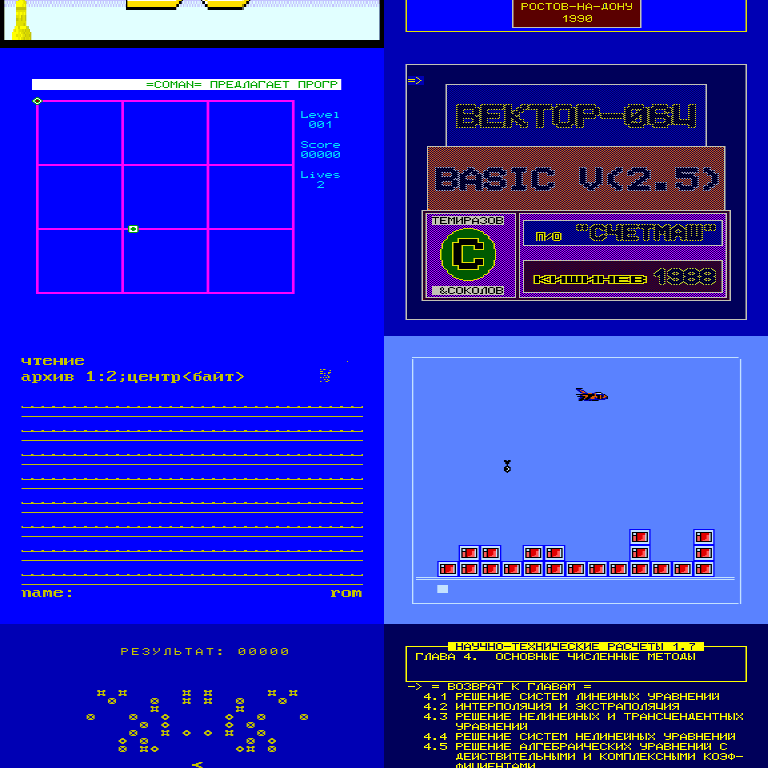 РОСТОВ-НА-ДОНУ
1990
=COMAN= ПРЕДЛАГАЕТ ПРОГР
Level
001
Score
00000
Lives
2
=>
ВЕКТОР-06Ц
BASIC V<2.5>
ТЕМИРАЗОВ
С
&СОКОЛОВ
П/О "СЧЕТМАШ"
КИШИНЕВ 1988
чтение
архив 1:2;центр<байт>
name:
rom
РЕЗУЛЬТАТ: 00000
НАУЧНО-ТЕХНИЧЕСКИЕ РАСЧЕТЫ 1.?
ГЛАВА 4. ОСНОВНЫЕ ЧИСЛЕННЫЕ МЕТОДЫ
-> = ВОЗВРАТ К ГЛАВАМ =
4.1 РЕШЕНИЕ СИСТЕМ ЛИНЕЙНЫХ УРАВНЕНИЙ
4.2 ИНТЕРПОЛЯЦИЯ И ЭКСТРАПОЛЯЦИЯ
4.3 РЕШЕНИЕ НЕЛИНЕЙНЫХ И ТРАНСЦЕНДЕНТНЫХ
УРАВНЕНИЙ
4.4 РЕШЕНИЕ СИСТЕМ НЕЛИНЕЙНЫХ УРАВНЕНИЙ
4.5 РЕШЕНИЕ АЛГЕБРАИЧЕСКИХ УРАВНЕНИЙ С
ДЕЙСТВИТЕЛЬНЫМИ И КОМПЛЕКСНЫМИ КОЭФ-
ФИЦИЕНТАМИ